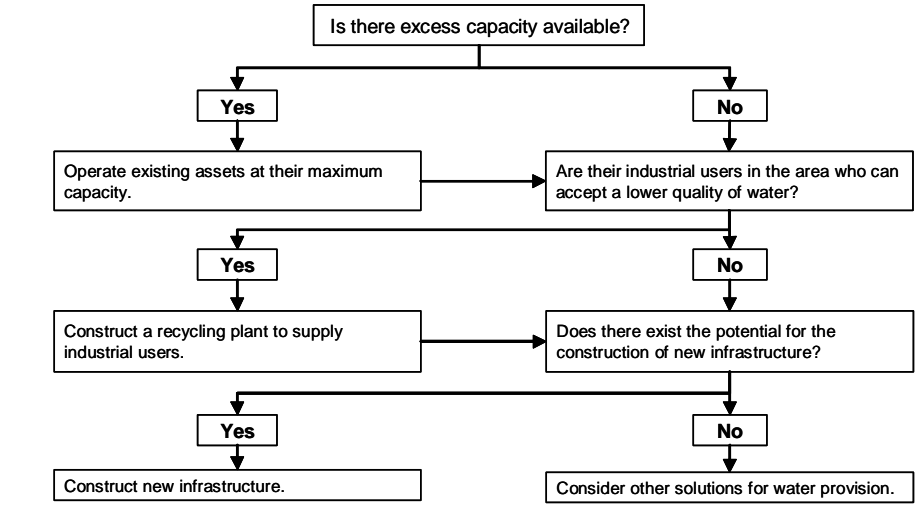 Is there excess capacity available?
Yes
No
Operate existing assets at their maximum
capacity.
Are their industrial users in the area who can
accept a lower quality of water?
Yes
No
Construct a recycling plant to supply
industrial users.
Does there exist the potential for the
construction of new infrastructure?
Yes
No
Construct new infrastructure.
Consider other solutions for water provision.